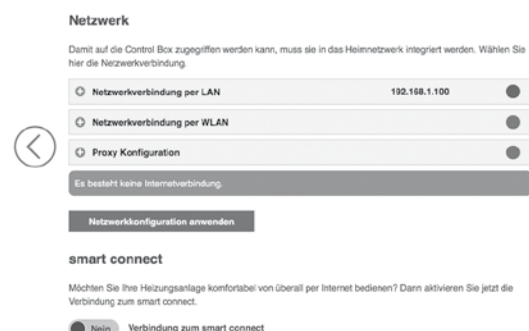 Netzwerk
Damit auf die Control Box zugegriffen werden kann, muss sie in das Heimnetzwerk integriert werden. Wählen Sie
hier die Nerzwerkverbindung.
Netzwerkverbindung per LAN 192.168.1.100
Netzwerkverbindung per WLAN
Proxy Konfiguration
Es besteht keine Internetverbindung.
Netzwerkkonfiguration anwenden
smart connect
Möchten Sie Ihre Heizungsanlage komfortabel von überall per Internet bedienen? Dann aktivieren Sie jetzt die
Verbindung zum smart connect.
Nein Verbindung zum smart connect